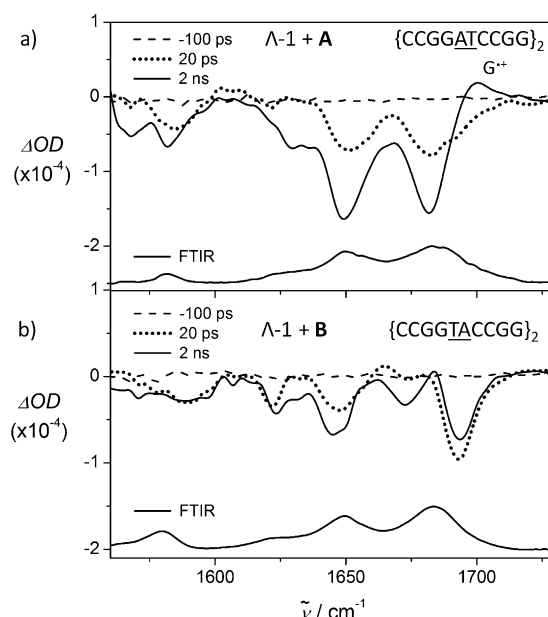 a)
- - - -100 ps
20 ps
2 ns
Λ-1 + A
{CCGGATCCGG}₂
G•+
0
-1
-2
ΔOD
(x10⁻⁴)
FTIR
1
b)
- - - -100 ps
20 ps
2 ns
Λ-1 + B
{CCGGTACCGG}₂
0
-1
-2
ΔOD
(x10⁻⁴)
FTIR
1600 1650 1700
ṽ / cm⁻¹